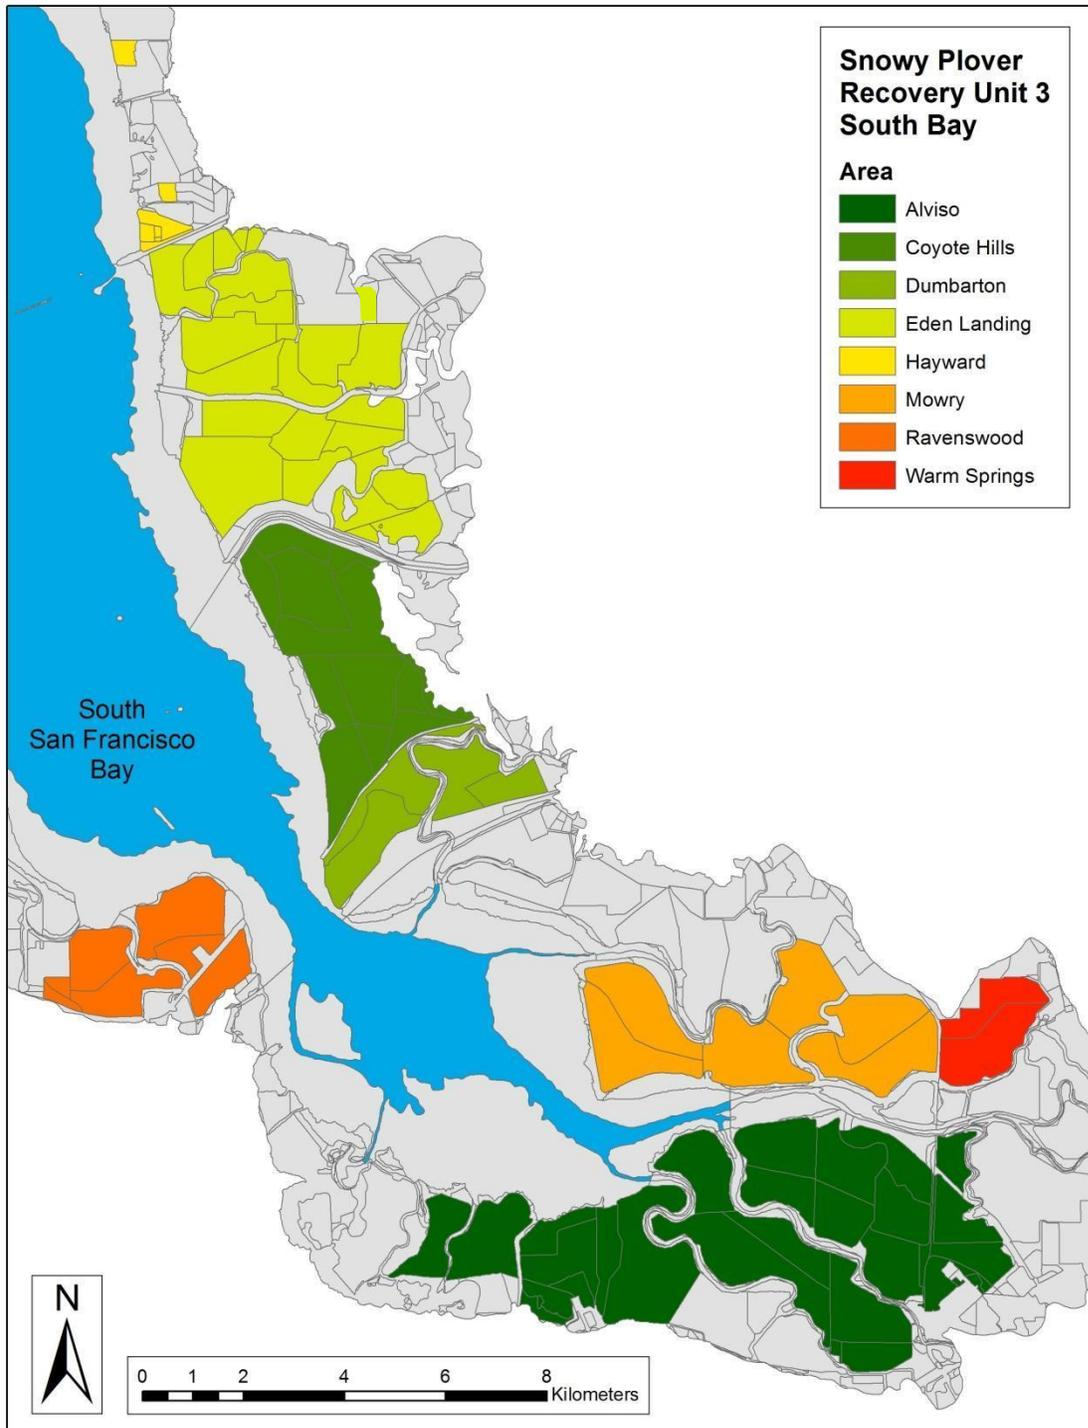 Snowy Plover
Recovery Unit 3
South Bay
Area
Alviso
Coyote Hills
Dumbarton
Eden Landing
Hayward
Mowry
Ravenswood
Warm Springs
South
San Francisco
Bay
N
0 1 2 4 6 8
Kilometers